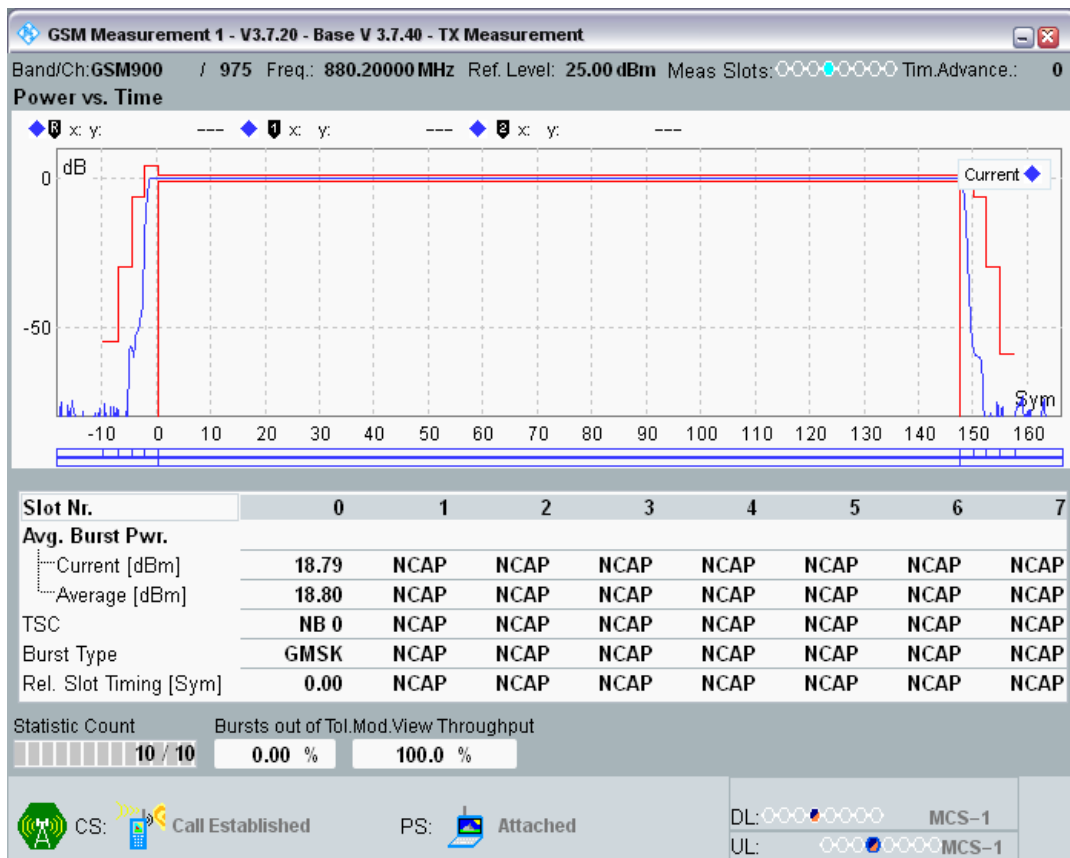 GSM Measurement 1 - V3.7.20 - Base V 3.7.40 - TX Measurement
Band/Ch:GSM900 / 975 Freq.: 880.20000 MHz Ref. Level: 25.00 dBm Meas Slots: Tim.Advance.: 0
Power vs. Time
R x: y: --- 1 x: y: --- 2 x: y: ---
dB
Current
0
-50
Sym
-10 0 10 20 30 40 50 60 70 80 90 100 110 120 130 140 150 160
Slot Nr. 0 1 2 3 4 5 6 7
Avg. Burst Pwr.
Current [dBm] 18.79 NCAP NCAP NCAP NCAP NCAP NCAP NCAP
Average [dBm] 18.80 NCAP NCAP NCAP NCAP NCAP NCAP NCAP
TSC NB 0 NCAP NCAP NCAP NCAP NCAP NCAP NCAP
Burst Type GMSK NCAP NCAP NCAP NCAP NCAP NCAP NCAP
Rel. Slot Timing [Sym] 0.00 NCAP NCAP NCAP NCAP NCAP NCAP NCAP
Statistic Count Bursts out of Tol.Mod.View Throughput
10 / 10 0.00 % 100.0 %
CS: Call Established PS: Attached
DL: MCS-1
UL: MCS-1